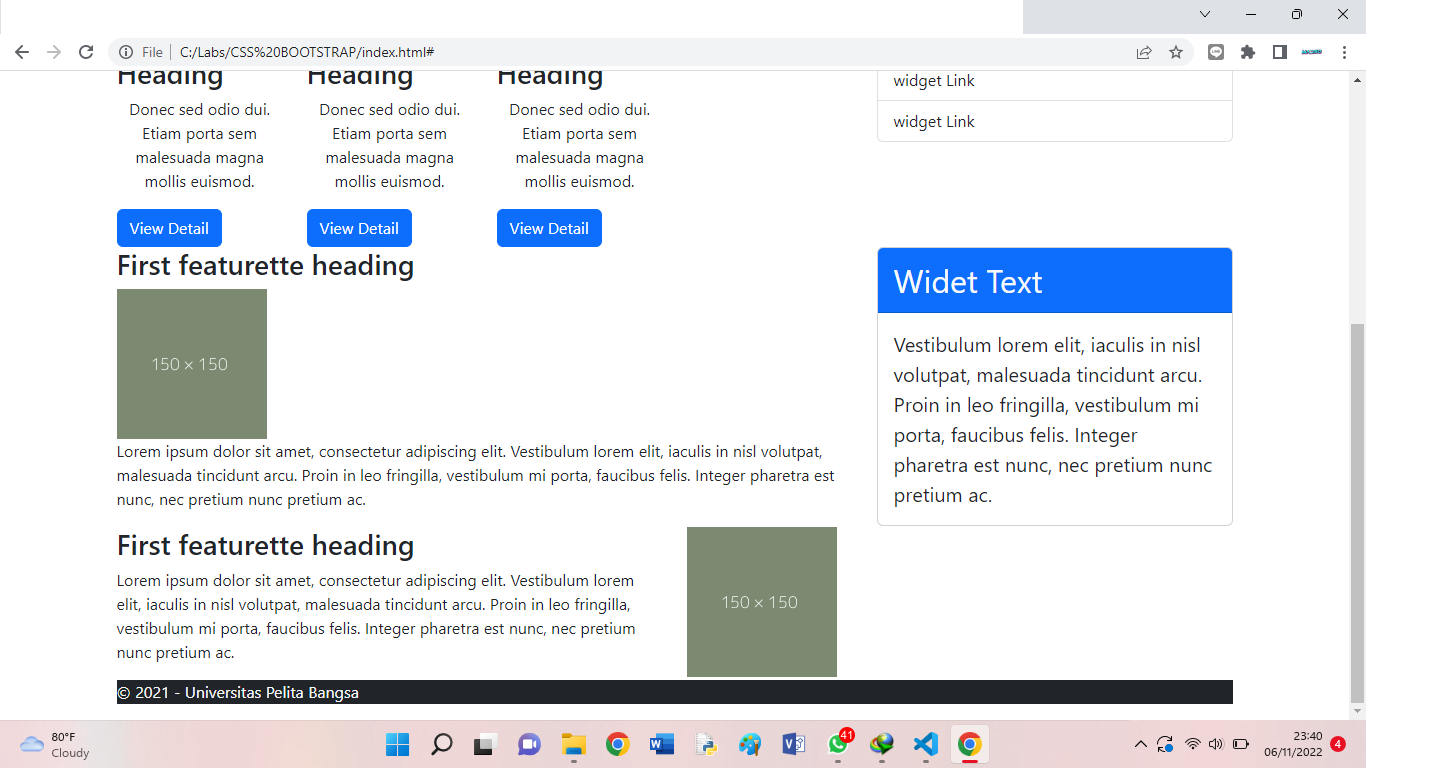 File
C:/Labs/CSS%20BOOTSTRAP/index.html#
Heading
Donec sed odio dui.
Etiam porta sem
malesuada magna
mollis euismod.
View Detail
Heading
Donec sed odio dui.
Etiam porta sem
malesuada magna
mollis euismod.
View Detail
Heading
Donec sed odio dui.
Etiam porta sem
malesuada magna
mollis euismod.
View Detail
widget Link
widget Link
First featurette heading
150 × 150
Lorem ipsum dolor sit amet, consectetur adipiscing elit. Vestibulum lorem elit, iaculis in nisl volutpat,
malesuada tincidunt arcu. Proin in leo fringilla, vestibulum mi porta, faucibus felis. Integer pharetra est
nunc, nec pretium nunc pretium ac.
Widet Text
Vestibulum lorem elit, iaculis in nisl
volutpat, malesuada tincidunt arcu.
Proin in leo fringilla, vestibulum mi
porta, faucibus felis. Integer
pharetra est nunc, nec pretium nunc
pretium ac.
First featurette heading
Lorem ipsum dolor sit amet, consectetur adipiscing elit. Vestibulum lorem
elit, iaculis in nisl volutpat, malesuada tincidunt arcu. Proin in leo fringilla,
vestibulum mi porta, faucibus felis. Integer pharetra est nunc, nec pretium
nunc pretium ac.
150 × 150
© 2021 - Universitas Pelita Bangsa
80°F
Cloudy
41
23:40
06/11/2022
4